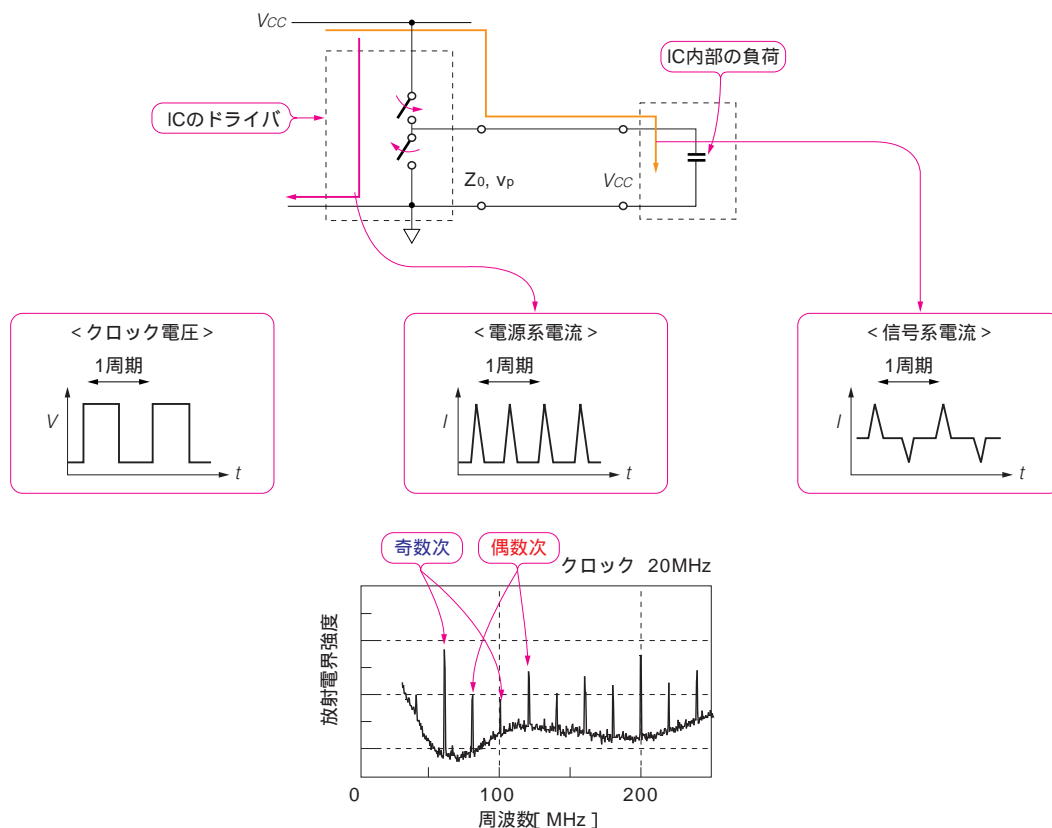 VCC
IC内部の負荷
ICのドライバ
Z0, vp
VCC
<クロック電圧>
1周期
V
t
<電源系電流>
1周期
I
t
<信号系電流>
1周期
I
t
奇数次
偶数次
クロック 20MHz
放射電界強度
0
100
200
周波数[ MHz ]